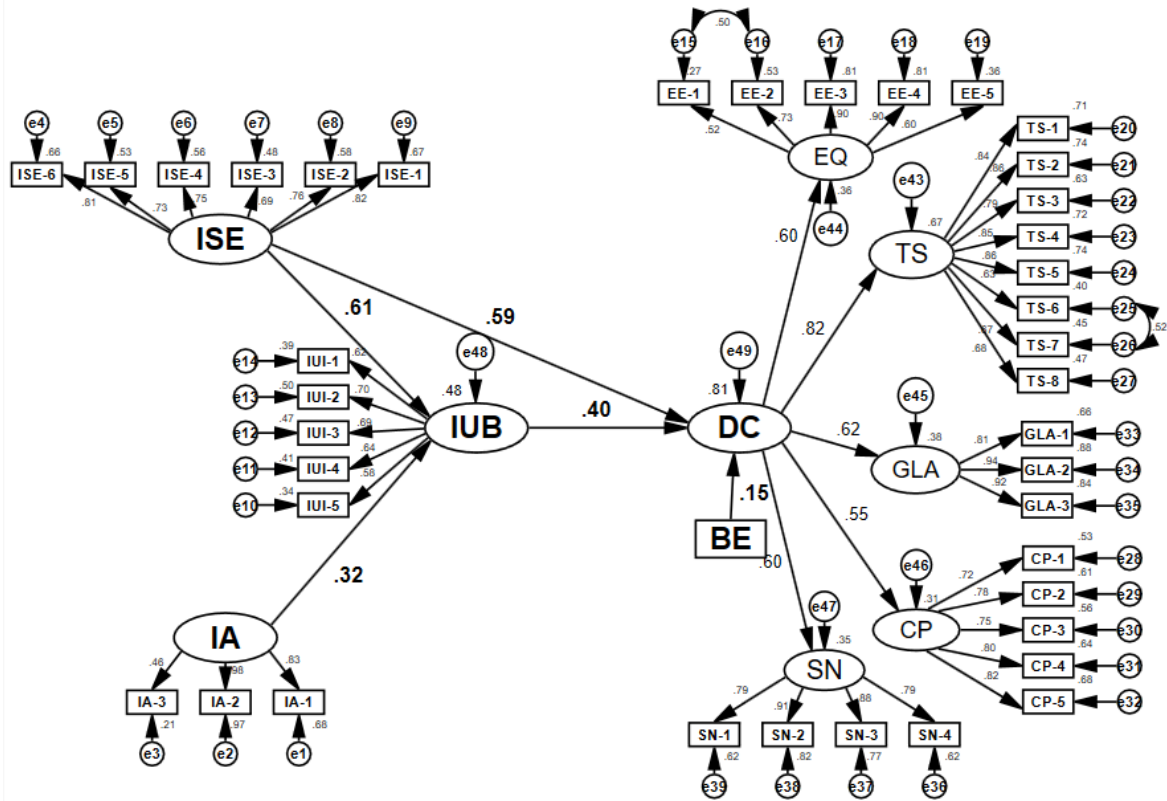 .50
e15 e16 e17 e18 e19
.27 .53 .81 .81 .36
EE-1 EE-2 EE-3 EE-4 EE-5
.52 .73 .90 .90 .60
EQ
.36
e44
.60
e4 e5 e6 e7 e8 e9
.66 .53 .56 .48 .58 .67
ISE-6 ISE-5 ISE-4 ISE-3 ISE-2 ISE-1
.81 .73 .75 .69 .76 .82
ISE
.61
.59
e43
.67
TS
.82
.84 TS-1 .71 e20
.86 TS-2 .74 e21
.79 TS-3 .63 e22
.85 TS-4 .72 e23
.86 TS-5 .74 e24
.63 TS-6 .40 e25
.67 TS-7 .45 e26
.68 TS-8 .47 e27
.52
e14 .39 IUI-1 .62
e13 .50 IUI-2 .70
e12 .47 IUI-3 .69
e11 .41 IUI-4 .64
e10 .34 IUI-5 .58
e48
.48
IUB
.40
e49
.81
DC
.15
BE
.62
e45
.38
GLA
.81 GLA-1 .66 e33
.94 GLA-2 .88 e34
.92 GLA-3 .84 e35
.55
e46
.31
CP
.72 CP-1 .53 e28
.78 CP-2 .61 e29
.75 CP-3 .56 e30
.80 CP-4 .64 e31
.82 CP-5 .68 e32
.32
IA
.46 .98 .83
IA-3 IA-2 IA-1
.21 .97 .68
e3 e2 e1
.60
e47
.35
SN
.79 .91 .88 .79
SN-1 SN-2 SN-3 SN-4
.62 .82 .77 .62
e39 e38 e37 e36